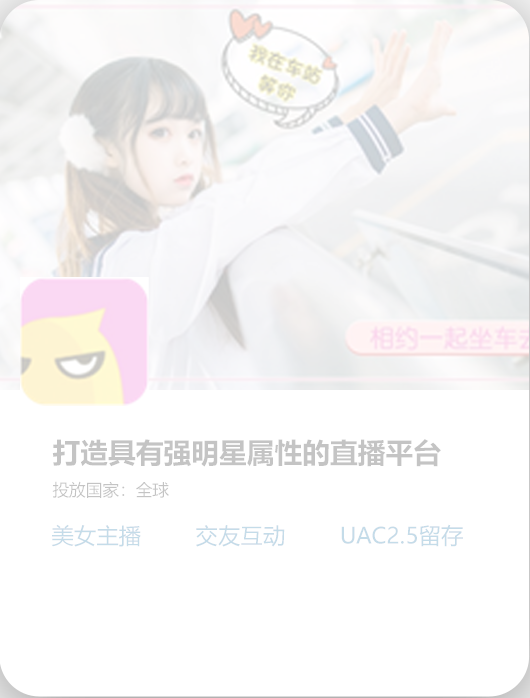 我在车站
等你
相约一起坐车去
打造具有强明星属性的直播平台
投放国家：全球
美女主播 交友互动 UAC2.5留存